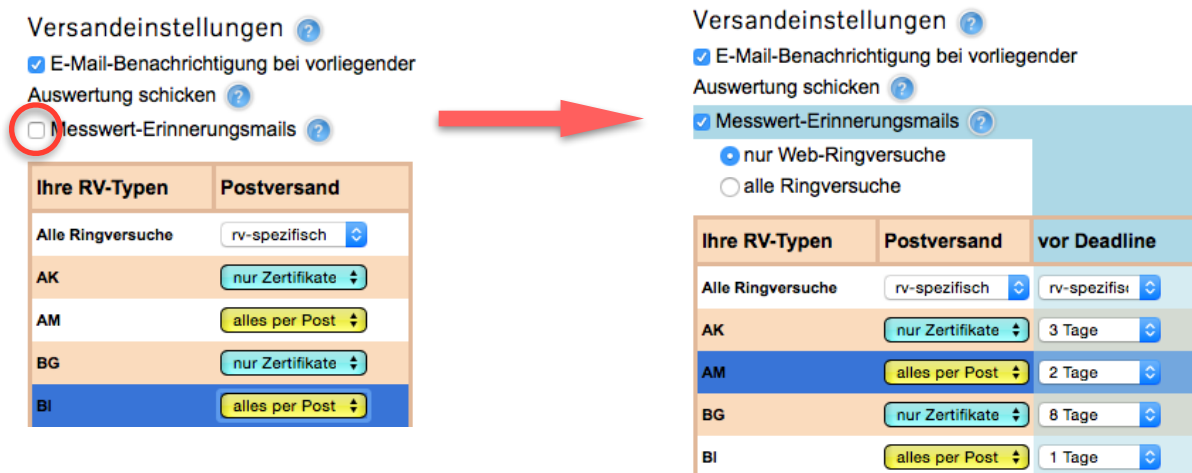 Versandeinstellungen ?
E-Mail-Benachrichtigung bei vorliegender
Auswertung schicken ?
Messwert-Erinnerungsmails ?
Ihre RV-Typen Postversand
Alle Ringversuche rv-spezifisch
AK nur Zertifikate
AM alles per Post
BG nur Zertifikate
BI alles per Post
Versandeinstellungen ?
E-Mail-Benachrichtigung bei vorliegender
Auswertung schicken ?
Messwert-Erinnerungsmails ?
nur Web-Ringversuche
alle Ringversuche
Ihre RV-Typen Postversand vor Deadline
Alle Ringversuche rv-spezifisch rv-spezifis
AK nur Zertifikate 3 Tage
AM alles per Post 2 Tage
BG nur Zertifikate 8 Tage
BI alles per Post 1 Tage